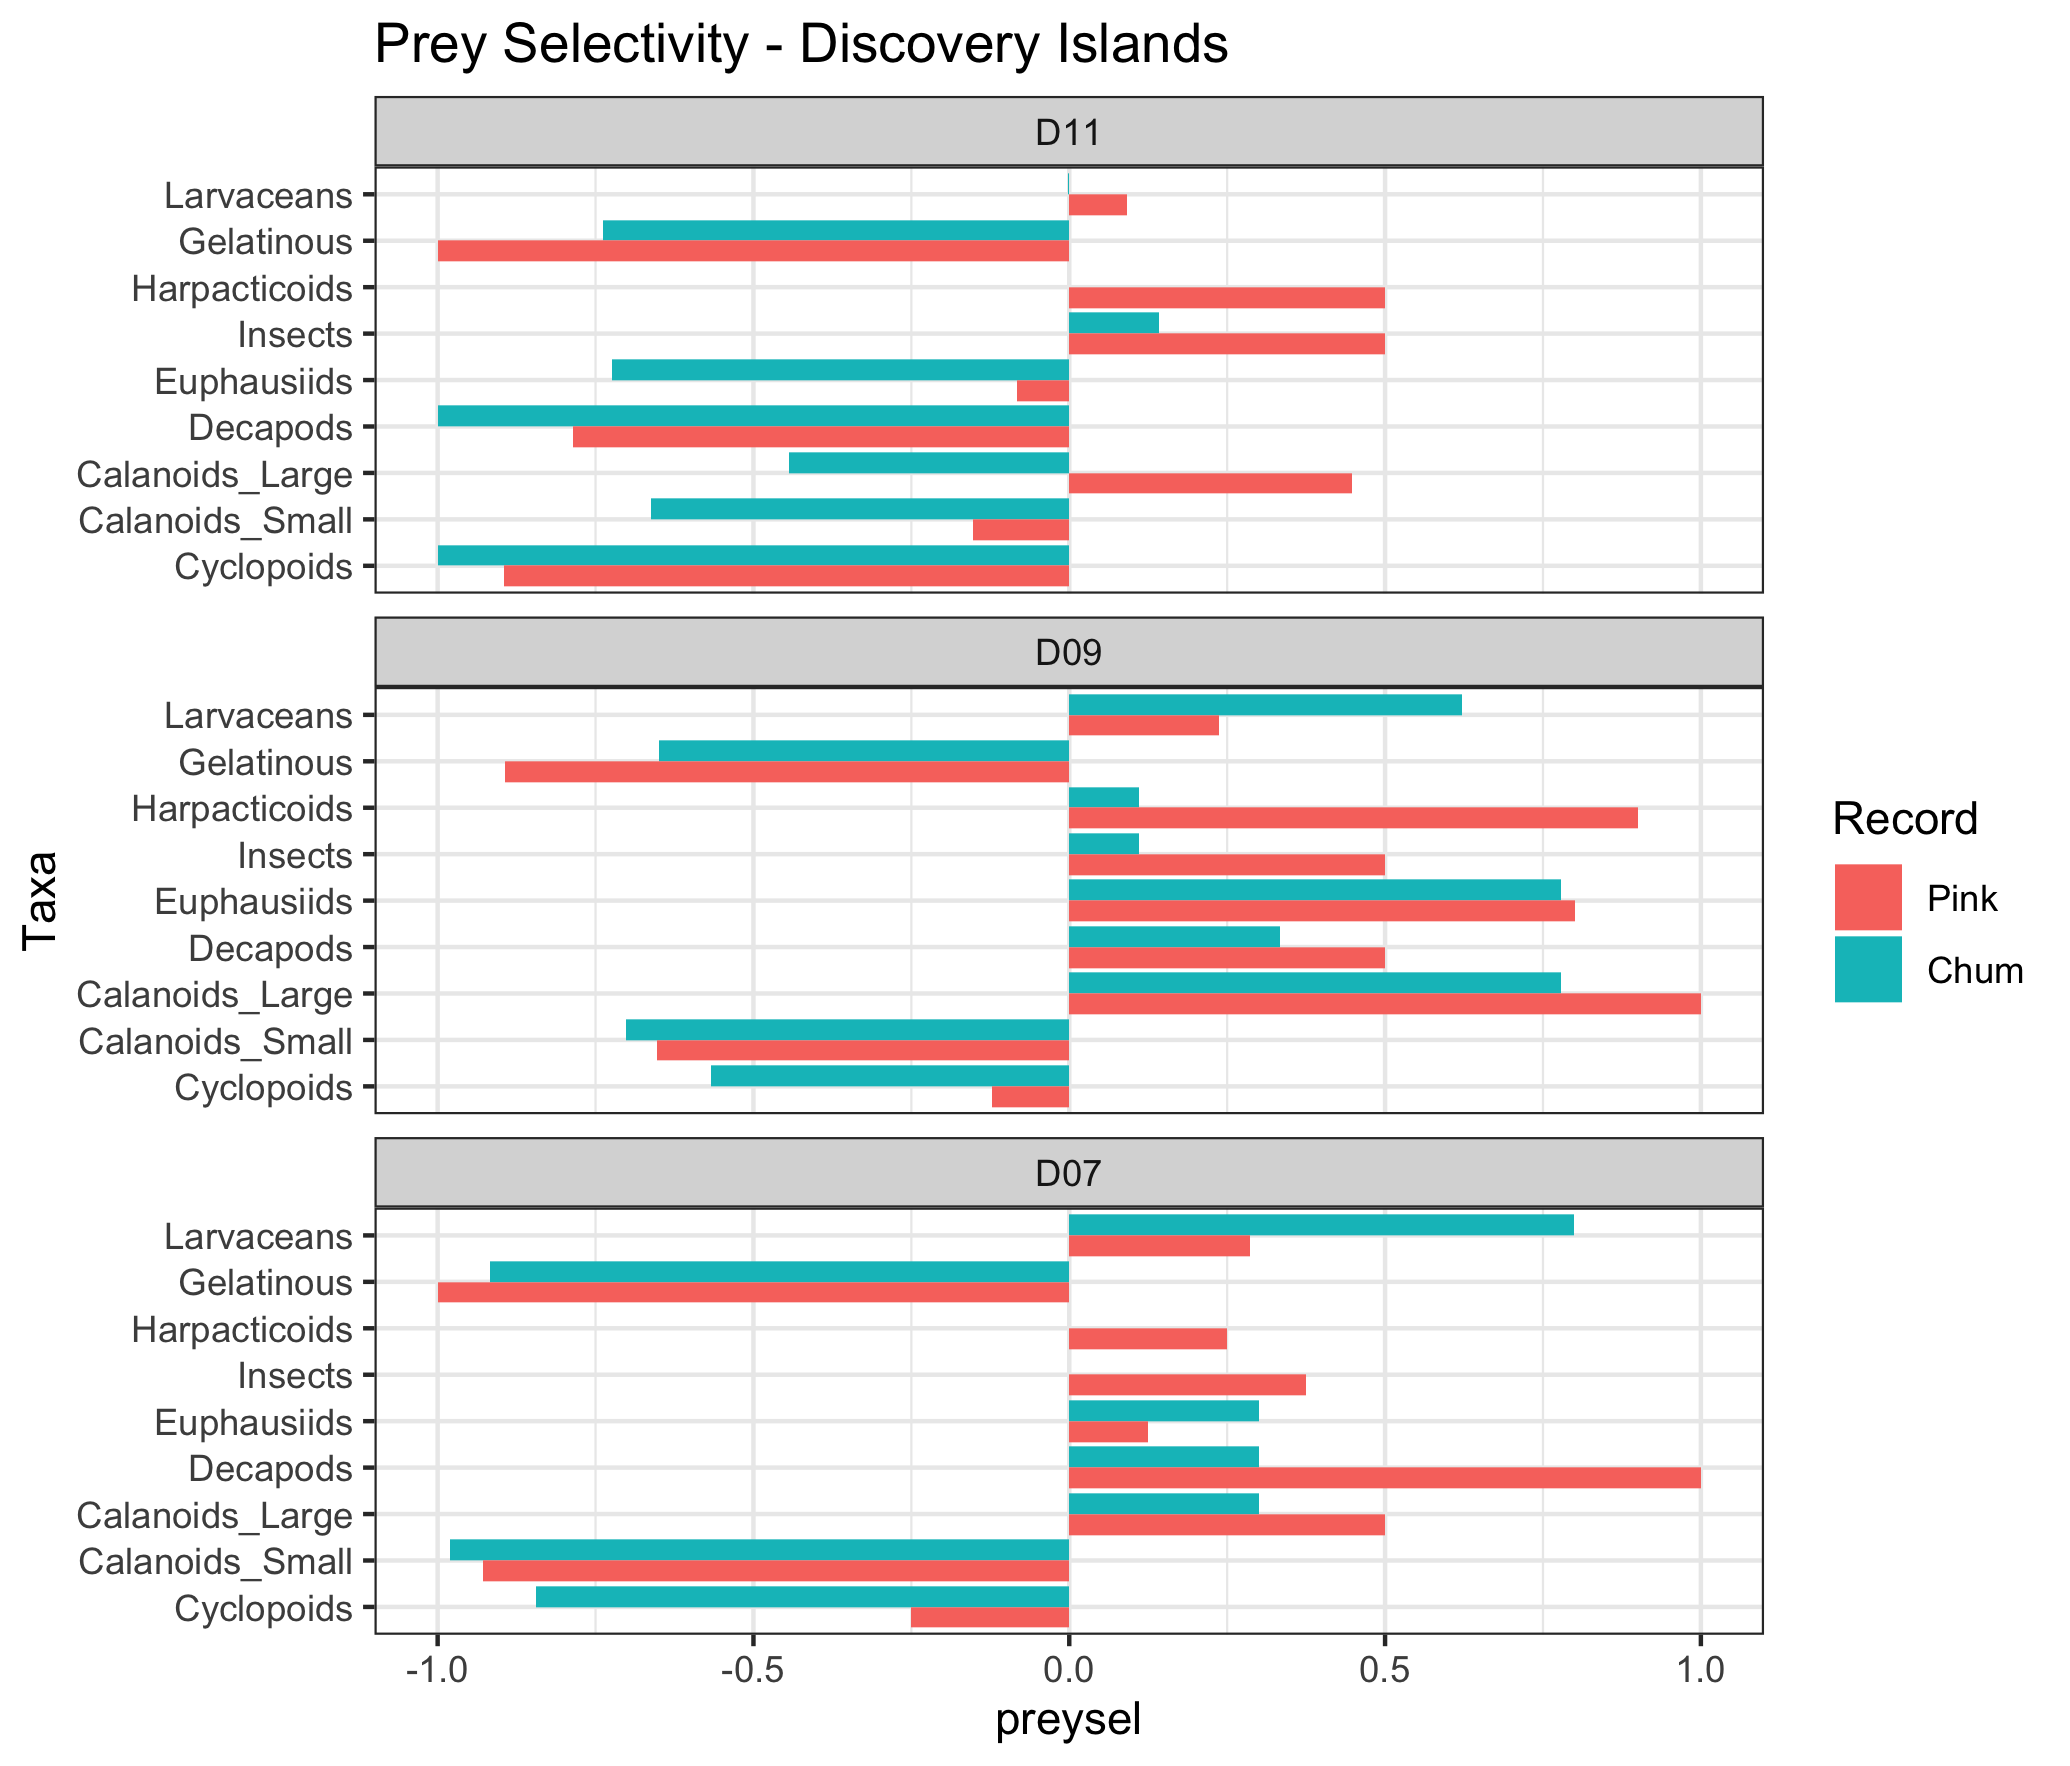 Prey Selectivity - Discovery Islands
D11
Larvaceans
Gelatinous
Harpacticoids
Insects
Euphausiids
Decapods
Calanoids_Large
Calanoids_Small
Cyclopoids
D09
Larvaceans
Gelatinous
Harpacticoids
Insects
Euphausiids
Decapods
Calanoids_Large
Calanoids_Small
Cyclopoids
D07
Larvaceans
Gelatinous
Harpacticoids
Insects
Euphausiids
Decapods
Calanoids_Large
Calanoids_Small
Cyclopoids
-1.0 -0.5 0.0 0.5 1.0
preysel
Taxa
Record
Pink
Chum